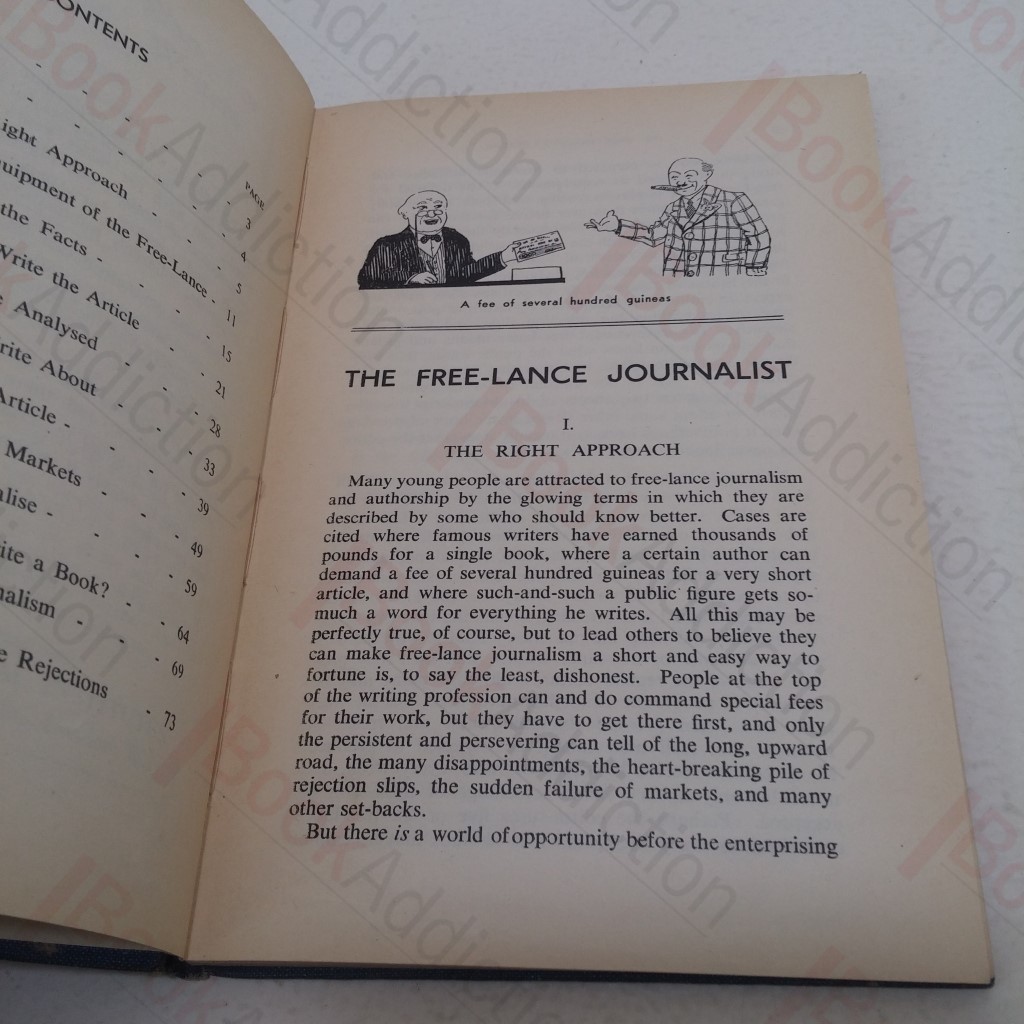 CONTENTS
PAGE
ight Approach - - - 3
uipment of the Free-Lance - 4
the Facts - - - 5
Write the Article - - 11
Analysed - - - 15
rite About - - 21
Article - - - 28
Markets - - - 33
alise - - - 39
49
ite a Book? - - 59
nalism - - - 64
69
e Rejections - 73
A fee of several hundred guineas
THE FREE-LANCE JOURNALIST
I.
THE RIGHT APPROACH
Many young people are attracted to free-lance journalism
and authorship by the glowing terms in which they are
described by some who should know better. Cases are
cited where famous writers have earned thousands of
pounds for a single book, where a certain author can
demand a fee of several hundred guineas for a very short
article, and where such-and-such a public figure gets so-
much a word for everything he writes. All this may be
perfectly true, of course, but to lead others to believe they
can make free-lance journalism a short and easy way to
fortune is, to say the least, dishonest. People at the top
of the writing profession can and do command special fees
for their work, but they have to get there first, and only
the persistent and persevering can tell of the long, upward
road, the many disappointments, the heart-breaking pile of
rejection slips, the sudden failure of markets, and many
other set-backs.
But there is a world of opportunity before the enterprising
BookAddiction